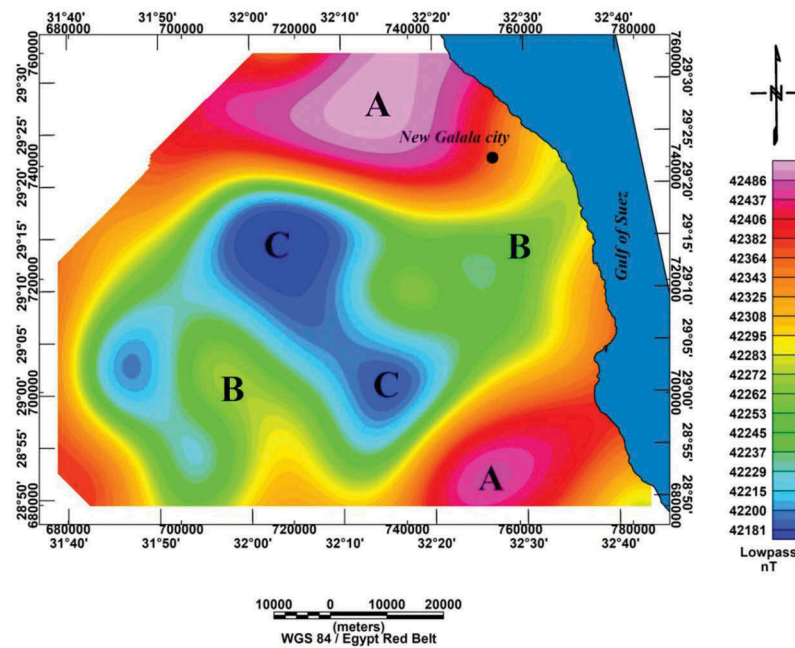 31°40' 31°50' 32°00' 32°10' 32°20' 32°30' 32°40'
680000 700000 720000 740000 760000 780000
760000
29°30'
29°25'
740000
29°20'
29°15'
720000
29°10'
29°05'
700000
29°00'
28°55'
28°50'
680000
A
New Galala city
C
B
Gulf of Suez
B
C
A
760000
29°30'
29°25'
740000
29°20'
29°15'
720000
29°10'
29°05'
700000
29°00'
28°55'
28°50'
680000
680000 700000 720000 740000 760000 780000
31°40' 31°50' 32°00' 32°10' 32°20' 32°30' 32°40'
N
42486
42437
42406
42382
42364
42343
42325
42308
42295
42283
42272
42262
42253
42245
42237
42229
42215
42200
42181
Lowpass
nT
10000 0 10000 20000
(meters)
WGS 84 / Egypt Red Belt